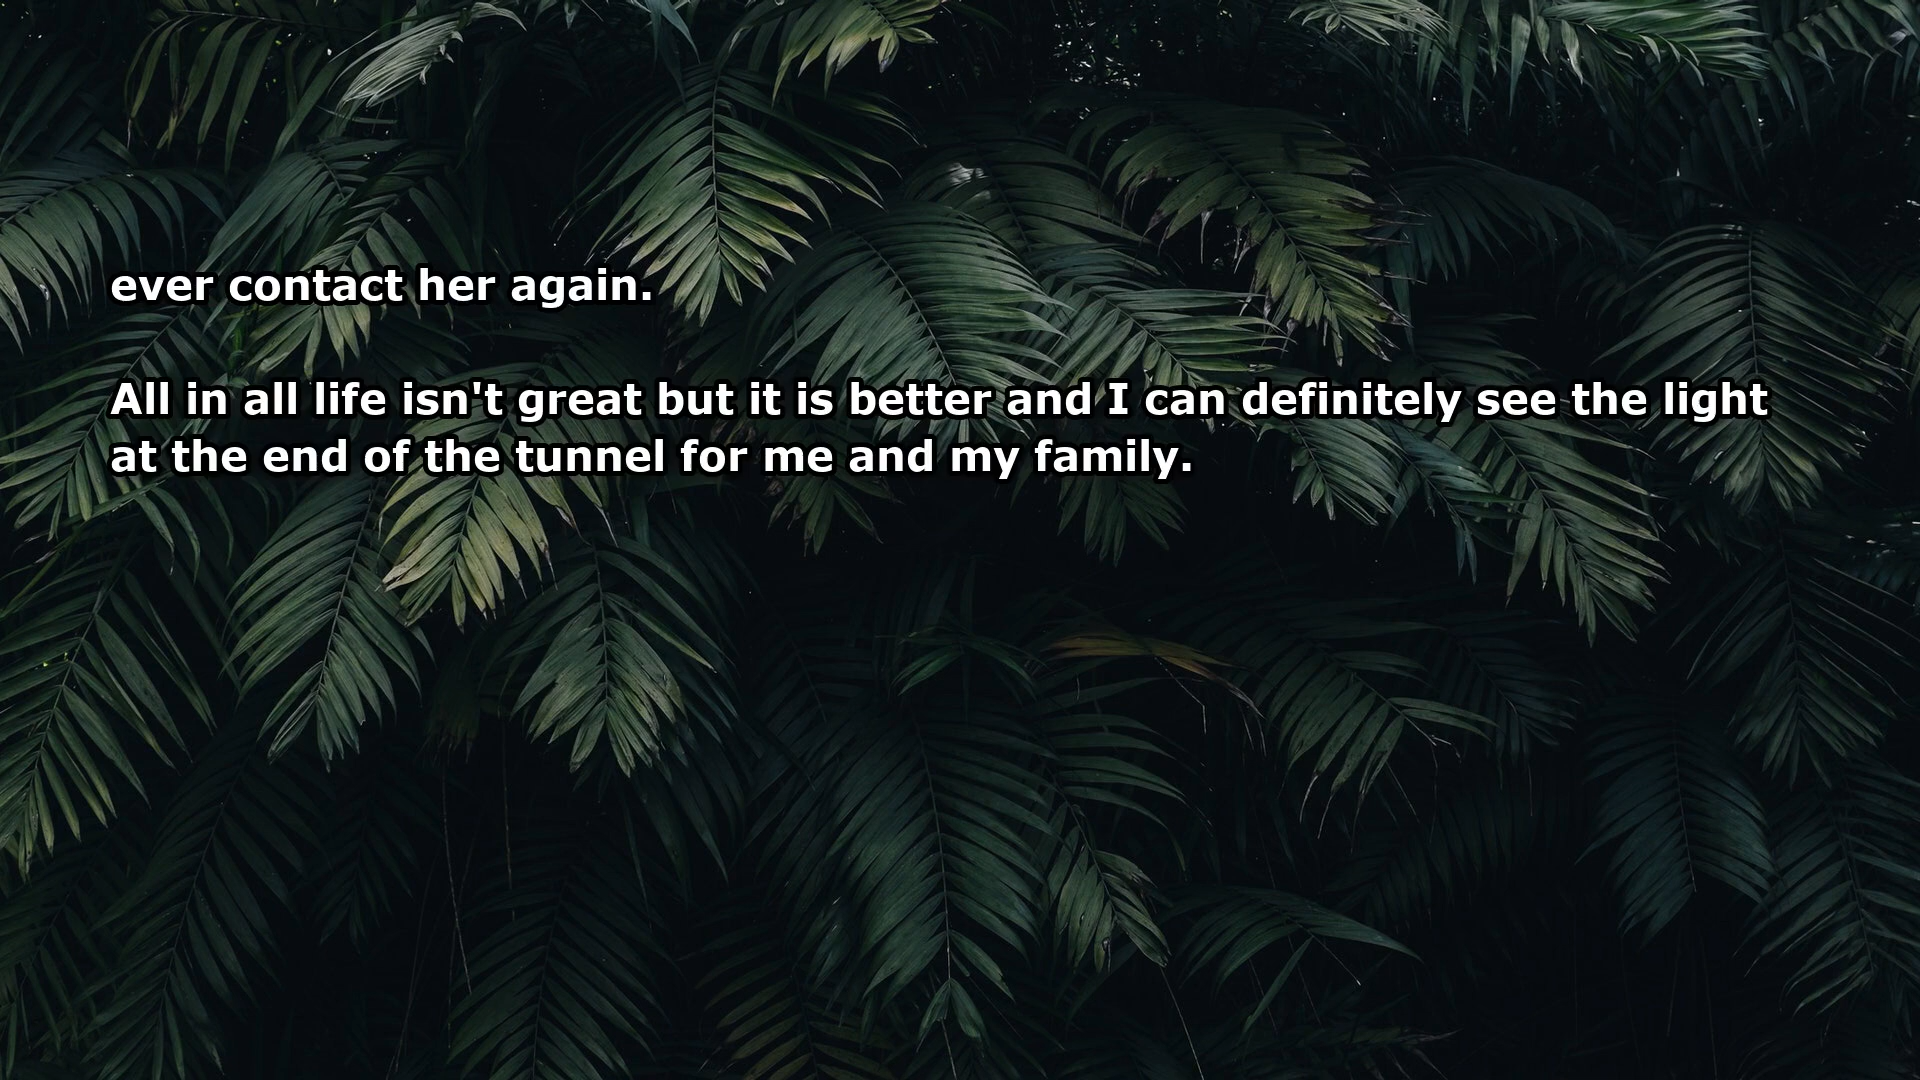 ever contact her again.
All in all life isn't great but it is better and I can definitely see the light
at the end of the tunnel for me and my family.